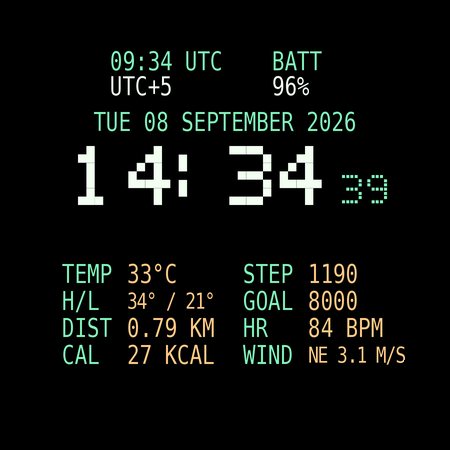 09:34 UTC BATT
UTC+5 96%
TUE 08 SEPTEMBER 2026
14:34 39
TEMP 33°C STEP 1190
H/L 34° / 21° GOAL 8000
DIST 0.79 KM HR 84 BPM
CAL 27 KCAL WIND NE 3.1 M/S